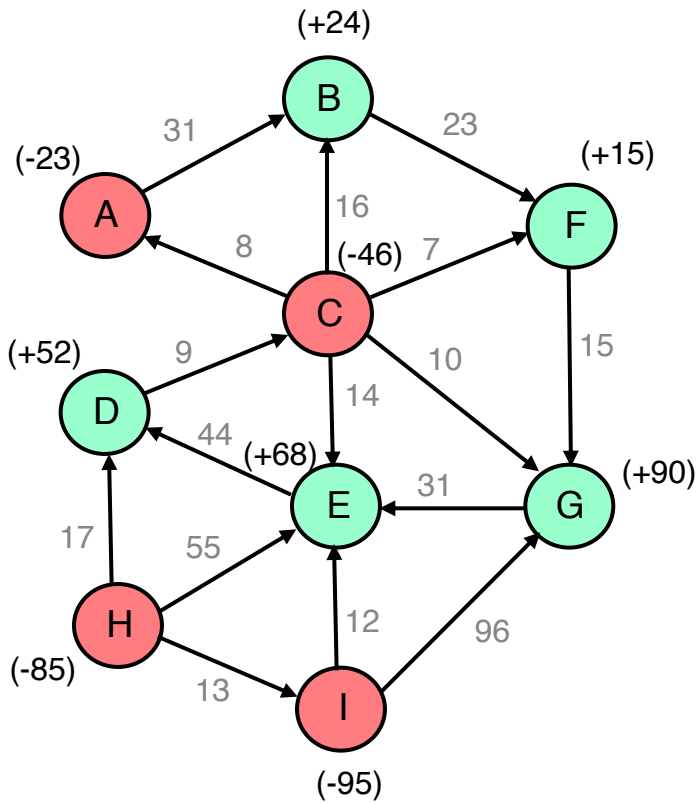 (+24)
B
31
23
(-23)
(+15)
A
F
16
8
(-46)
7
C
(+52)
9
10
15
D
14
44
(+68)
(+90)
31
E
G
17
55
H
12
96
(-85)
13
I
(-95)